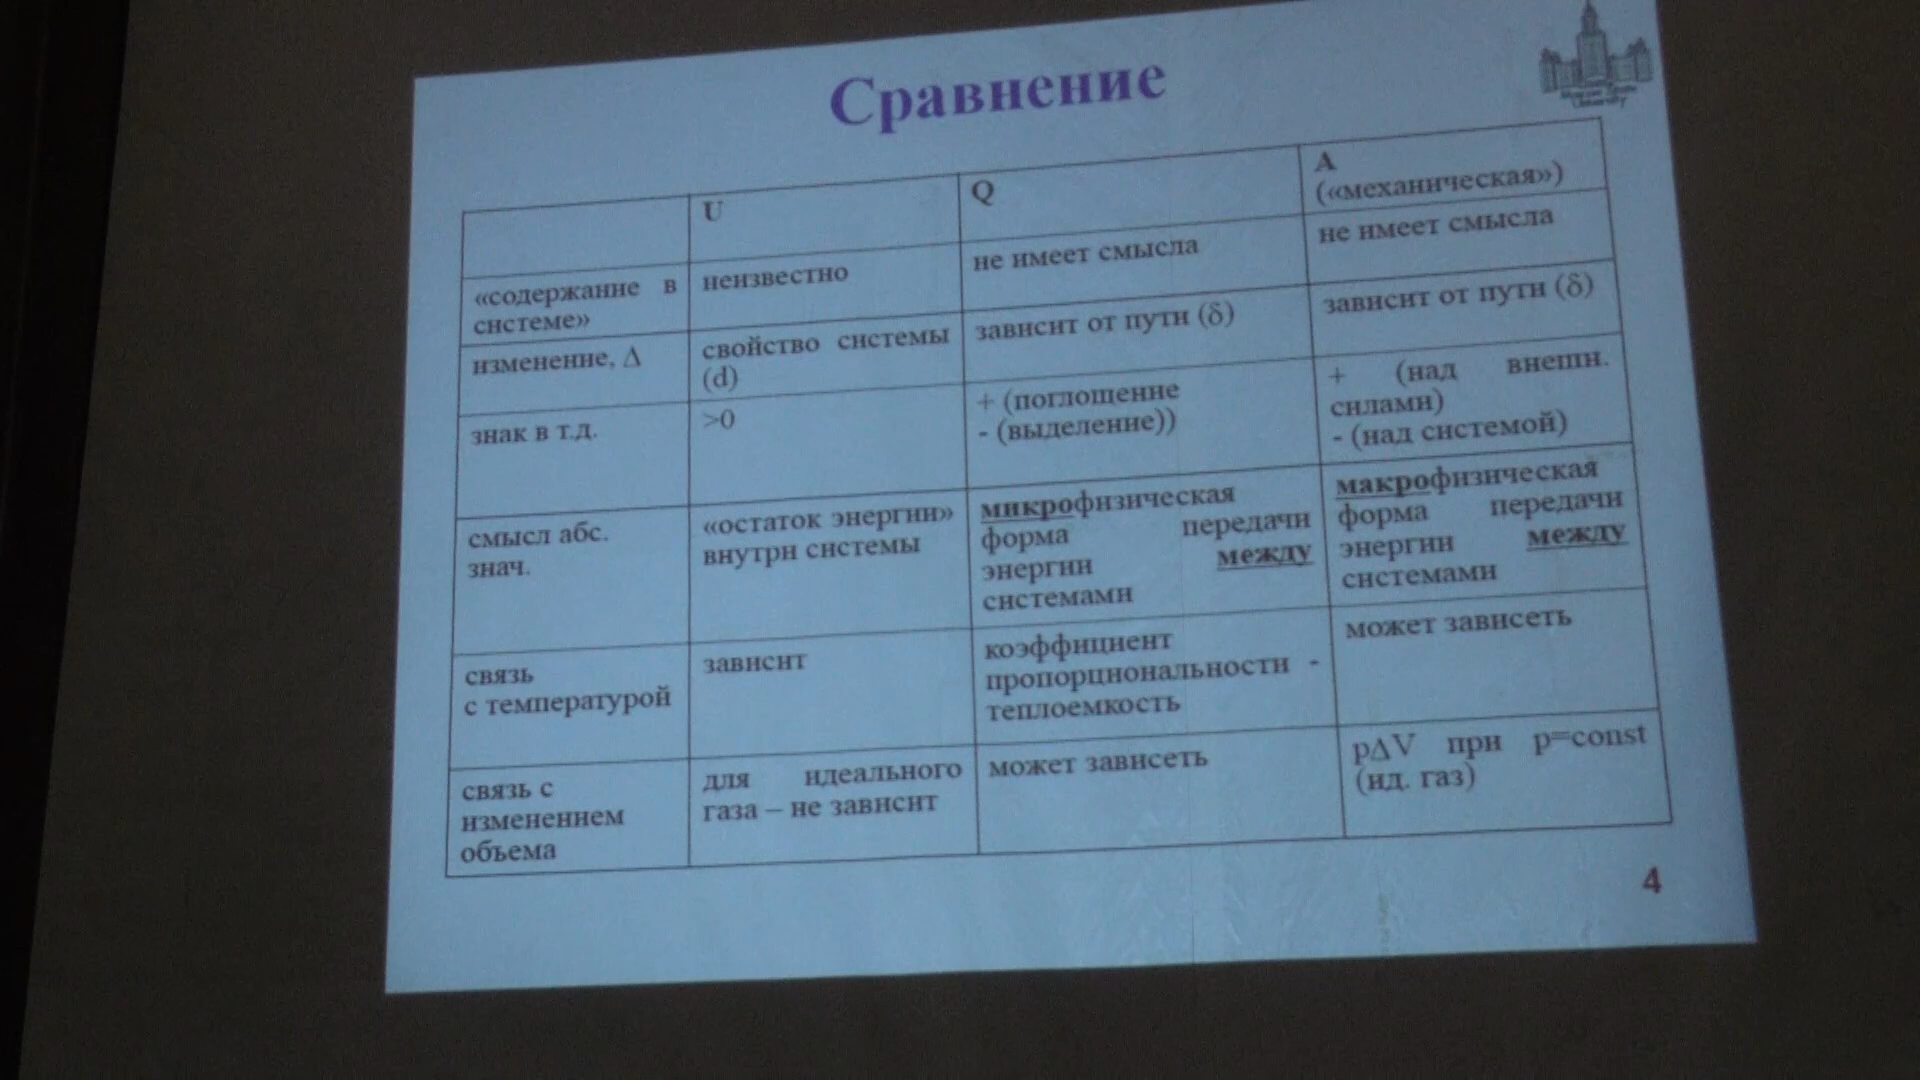 Сравнение
Moscow State
University
U
Q
A
(«механическая»)
«содержание в
системе»
неизвестно
не имеет смысла
не имеет смысла
изменение, Δ
свойство системы
(d)
зависит от пути (δ)
зависит от пути (δ)
знак в т.д.
>0
+ (поглощение
- (выделение))
+ (над внешн.
силами)
- (над системой)
смысл абс.
знач.
«остаток энергии»
внутри системы
микрофизическая
форма передачи
энергии между
системами
макрофизическая
форма передачи
энергии между
системами
связь
с температурой
зависит
коэффициент
пропорциональности -
теплоемкость
может зависеть
связь с
изменением
объема
для идеального
газа – не зависит
может зависеть
pΔV при p=const
(ид. газ)
4